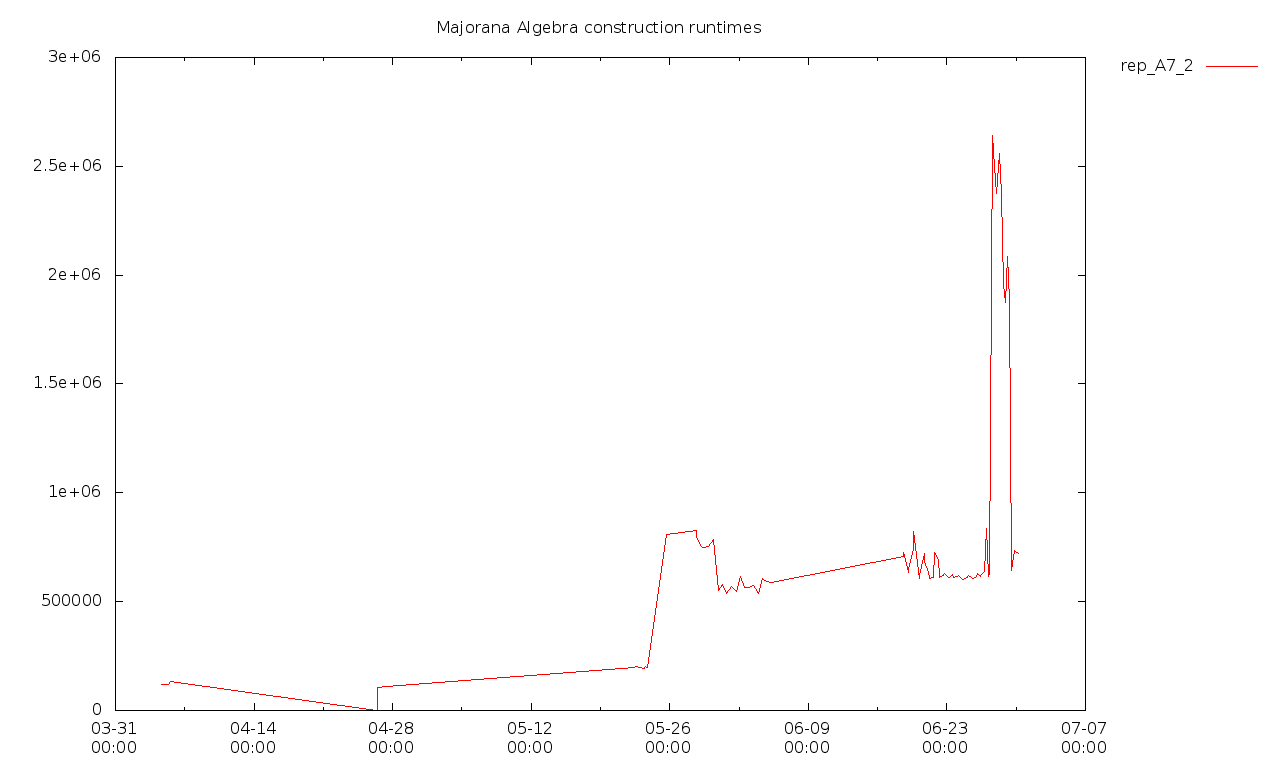 Majorana Algebra construction runtimes
rep_A7_2
3e+06
2.5e+06
2e+06
1.5e+06
1e+06
500000
0
03-31 04-14 04-28 05-12 05-26 06-09 06-23 07-07
00:00 00:00 00:00 00:00 00:00 00:00 00:00 00:00